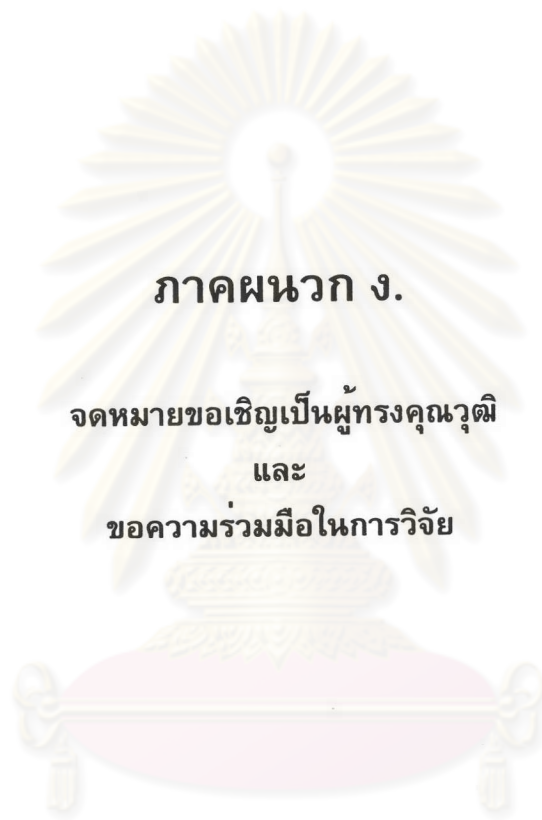 ภาคผนวก ง.
จดหมายขอเชิญเป็นผู้ทรงคุณวุฒิ
และ
ขอความร่วมมือในการวิจัย